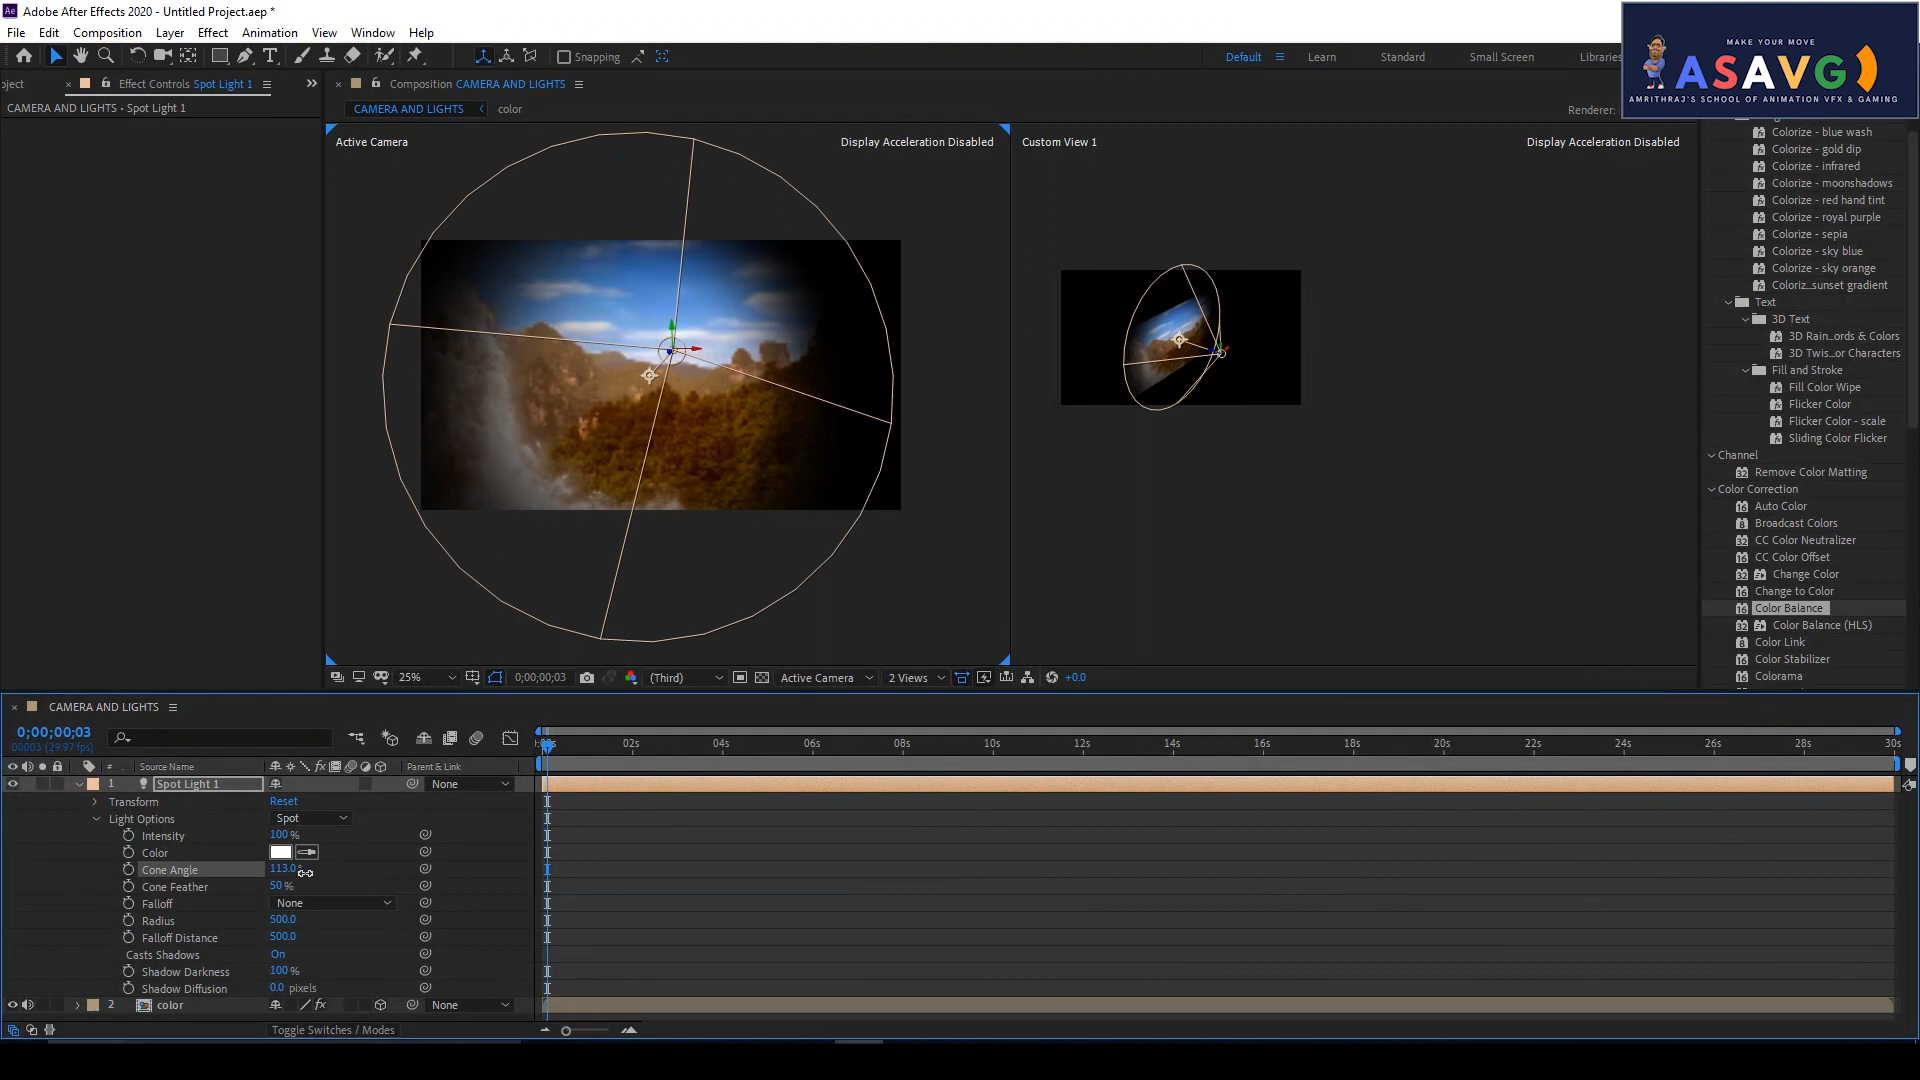 Adobe After Effects 2020 - Untitled Project.aep *
File Edit Composition Layer Effect Animation View Window Help
Snapping
Default Learn Standard Small Screen Libraries
MAKE YOUR MOVE
ASAVG
AMRITHRAJ'S SCHOOL OF ANIMATION VFX & GAMING
oject Effect Controls Spot Light 1
Composition CAMERA AND LIGHTS
CAMERA AND LIGHTS • Spot Light 1
CAMERA AND LIGHTS color
Renderer:
Active Camera Display Acceleration Disabled
Custom View 1 Display Acceleration Disabled
Colorize - blue wash
Colorize - gold dip
Colorize - infrared
Colorize - moonshadows
Colorize - red hand tint
Colorize - royal purple
Colorize - sepia
Colorize - sky blue
Colorize - sky orange
Coloriz...sunset gradient
Text
3D Text
3D Rain...ords & Colors
3D Twis...or Characters
Fill and Stroke
Fill Color Wipe
Flicker Color
Flicker Color - scale
Sliding Color Flicker
Channel
Remove Color Matting
Color Correction
Auto Color
Broadcast Colors
CC Color Neutralizer
CC Color Offset
Change Color
Change to Color
Color Balance
Color Balance (HLS)
Color Link
Color Stabilizer
Colorama
25% 0;00;00;03 (Third) Active Camera 2 Views +0.0
CAMERA AND LIGHTS
0;00;00;03
00003 (29.97 fps)
02s 04s 06s 08s 10s 12s 14s 16s 18s 20s 22s 24s 26s 28s 30s
# Source Name Parent & Link
1 Spot Light 1 None
Transform Reset
Light Options Spot
Intensity 100 %
Color
Cone Angle 113.0 °
Cone Feather 50 %
Falloff None
Radius 500.0
Falloff Distance 500.0
Casts Shadows On
Shadow Darkness 100 %
Shadow Diffusion 0.0 pixels
2 color None
Toggle Switches / Modes